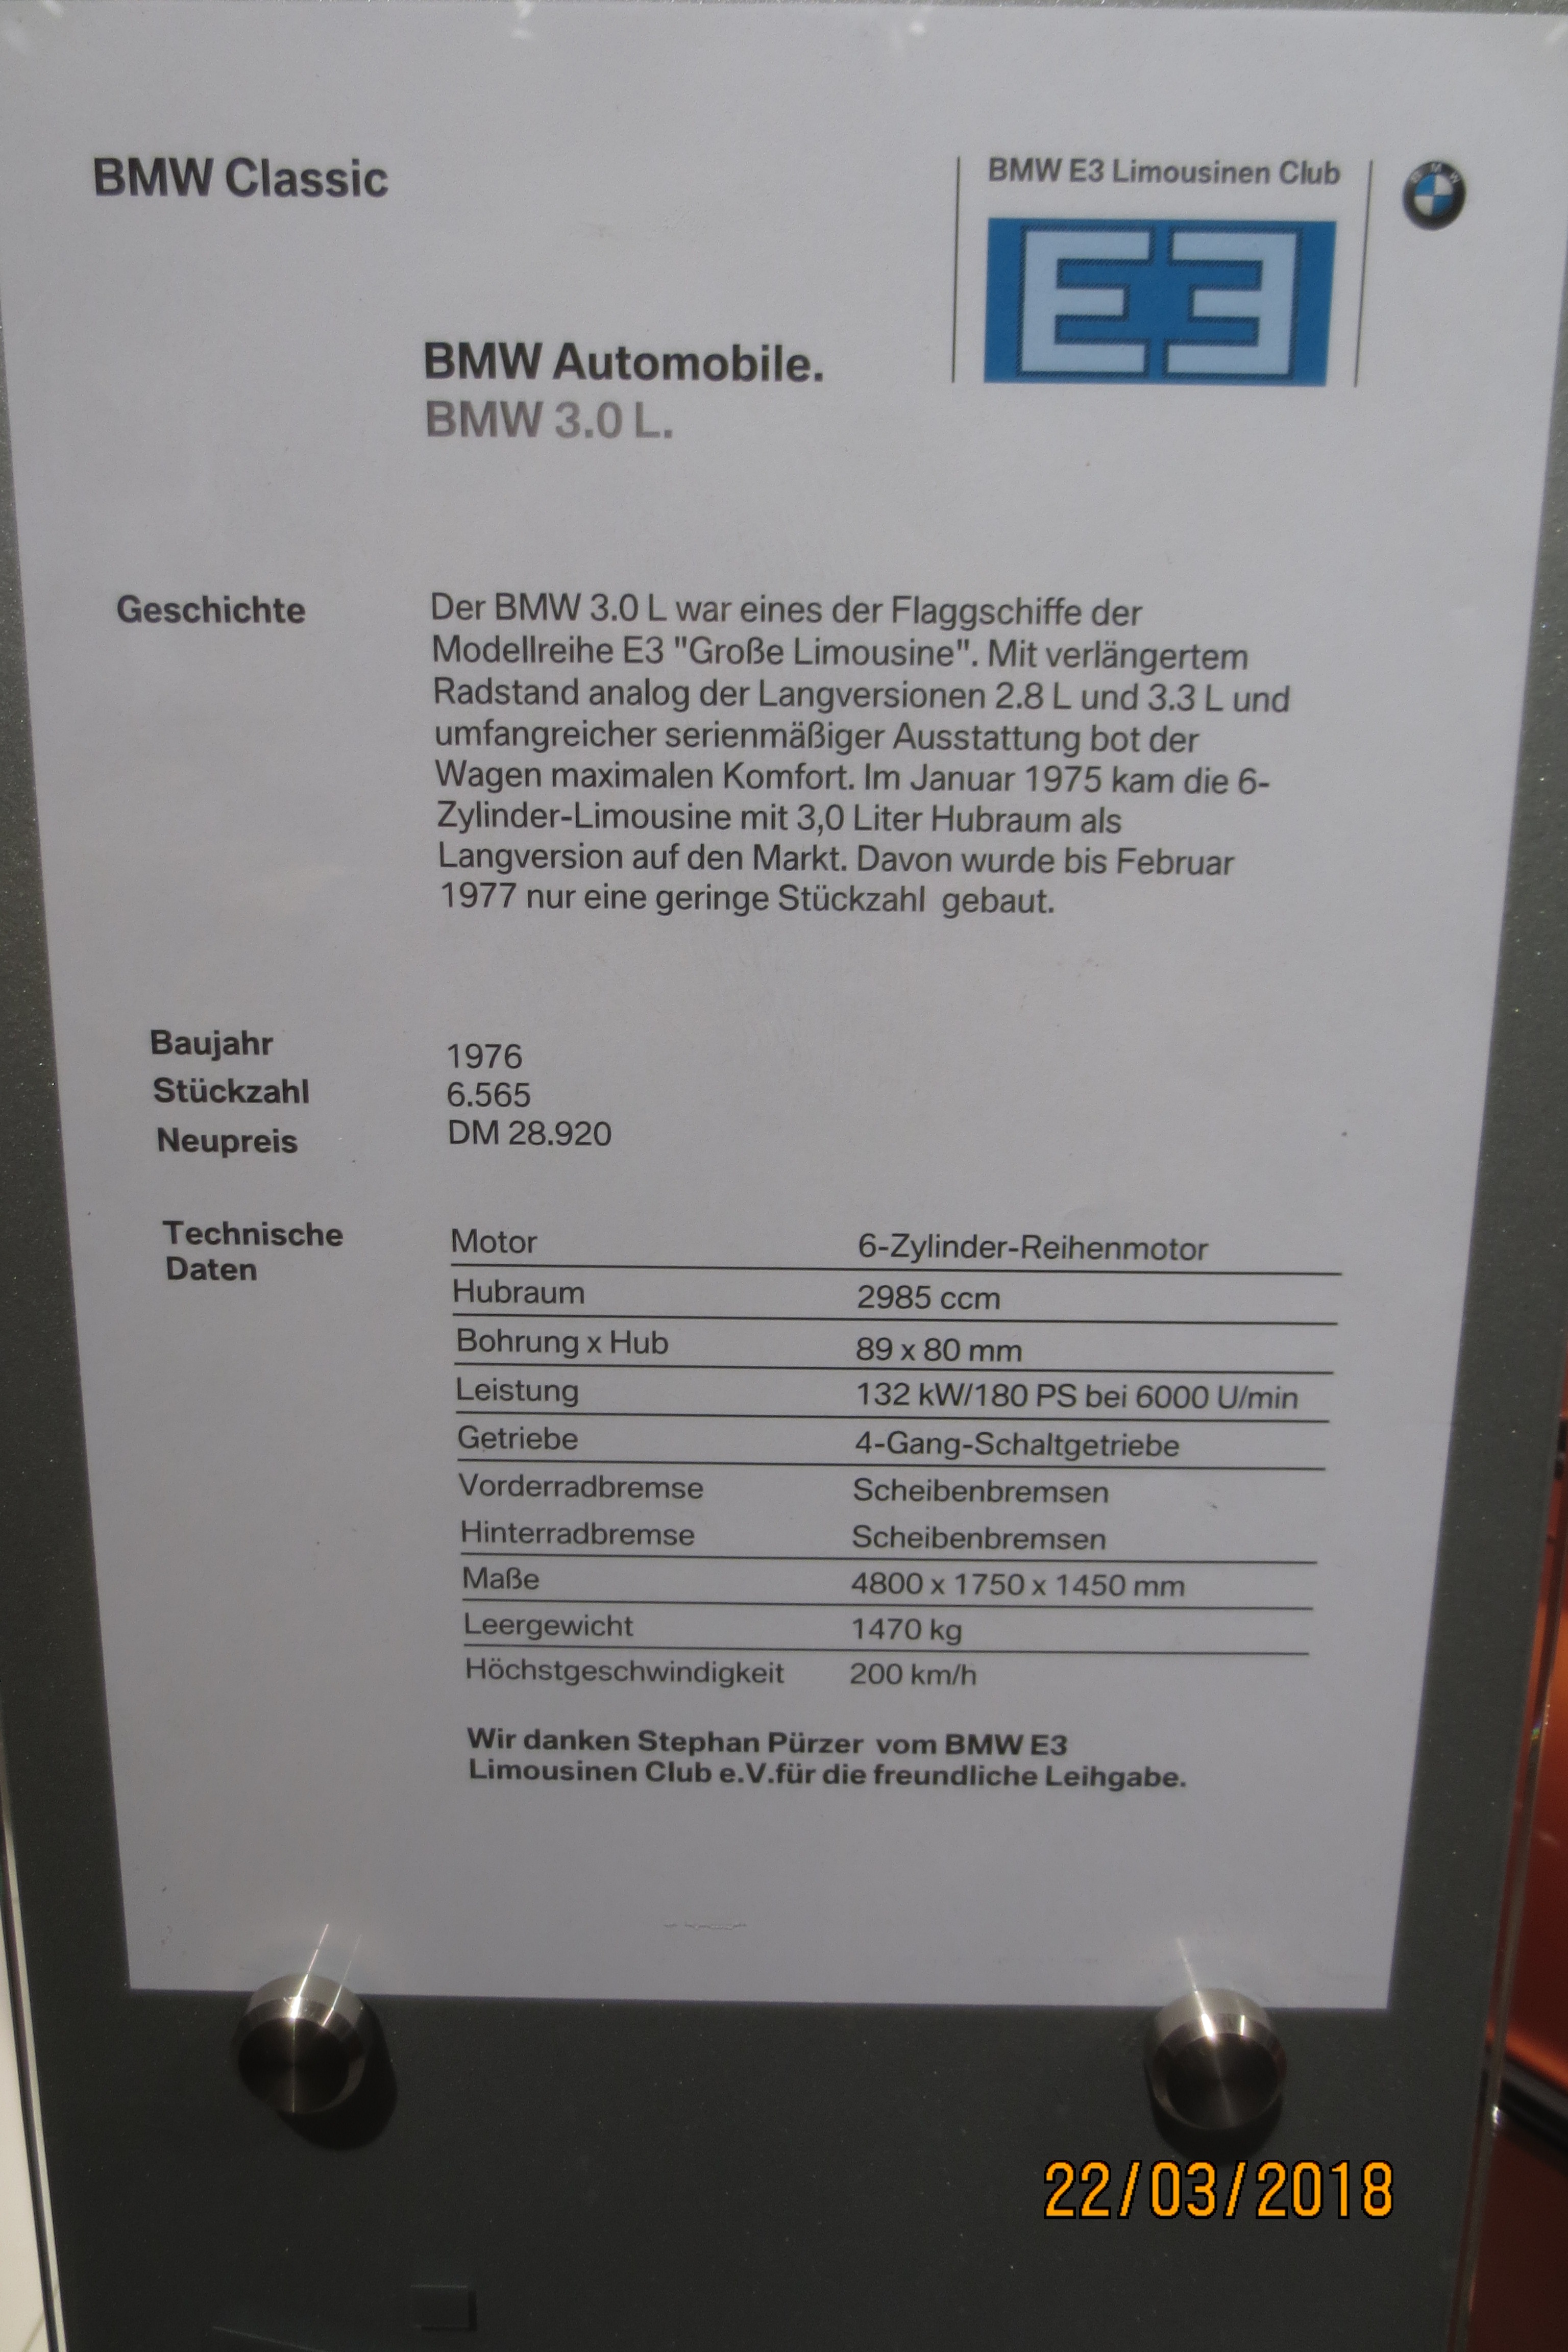 BMW Classic
BMW E3 Limousinen Club
BMW
E3
BMW Automobile.
BMW 3.0 L.
Geschichte
Der BMW 3.0 L war eines der Flaggschiffe der
Modellreihe E3 "Große Limousine". Mit verlängertem
Radstand analog der Langversionen 2.8 L und 3.3 L und
umfangreicher serienmäßiger Ausstattung bot der
Wagen maximalen Komfort. Im Januar 1975 kam die 6-
Zylinder-Limousine mit 3,0 Liter Hubraum als
Langversion auf den Markt. Davon wurde bis Februar
1977 nur eine geringe Stückzahl gebaut.
Baujahr 1976
Stückzahl 6.565
Neupreis DM 28.920
Technische
Daten
Motor 6-Zylinder-Reihenmotor
Hubraum 2985 ccm
Bohrung x Hub 89 x 80 mm
Leistung 132 kW/180 PS bei 6000 U/min
Getriebe 4-Gang-Schaltgetriebe
Vorderradbremse Scheibenbremsen
Hinterradbremse Scheibenbremsen
Maße 4800 x 1750 x 1450 mm
Leergewicht 1470 kg
Höchstgeschwindigkeit 200 km/h
Wir danken Stephan Pürzer vom BMW E3
Limousinen Club e.V.für die freundliche Leihgabe.
22/03/2018